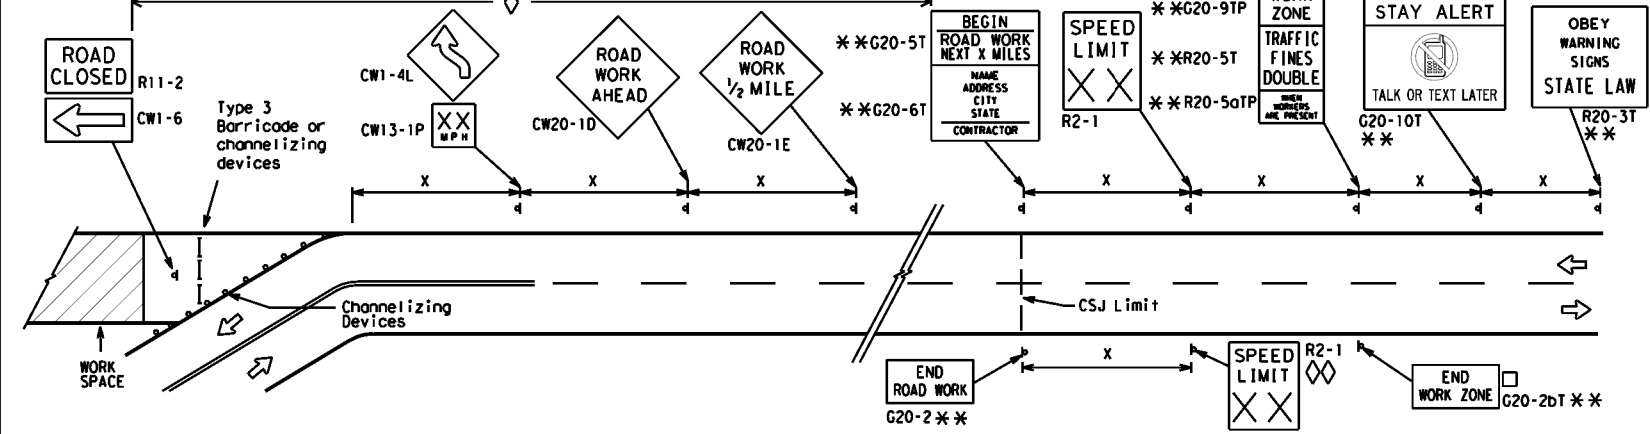 ROAD
CLOSED
R11-2
CW1-6
Type 3
Barricade or
channelizing
devices
CW1-4L
XX
MPH
CW13-1P
ROAD
WORK
AHEAD
CW20-1D
ROAD
WORK
1/2 MILE
CW20-1E
**G20-5T
BEGIN
ROAD WORK
NEXT X MILES
**G20-6T
NAME
ADDRESS
CITY
STATE
CONTRACTOR
SPEED
LIMIT
X X
R2-1
**G20-9TP
ZONE
**R20-5T
TRAFFIC
FINES
DOUBLE
**R20-5aTP
WHEN
WORKERS
ARE PRESENT
STAY ALERT
TALK OR TEXT LATER
G20-10T
**
OBEY
WARNING
SIGNS
STATE LAW
R20-3T
**
X
X
X
X
X
X
X
Channelizing
Devices
CSJ Limit
WORK
SPACE
END
ROAD WORK
G20-2 **
X
SPEED
LIMIT
X X
R2-1
END
WORK ZONE
G20-2bT **